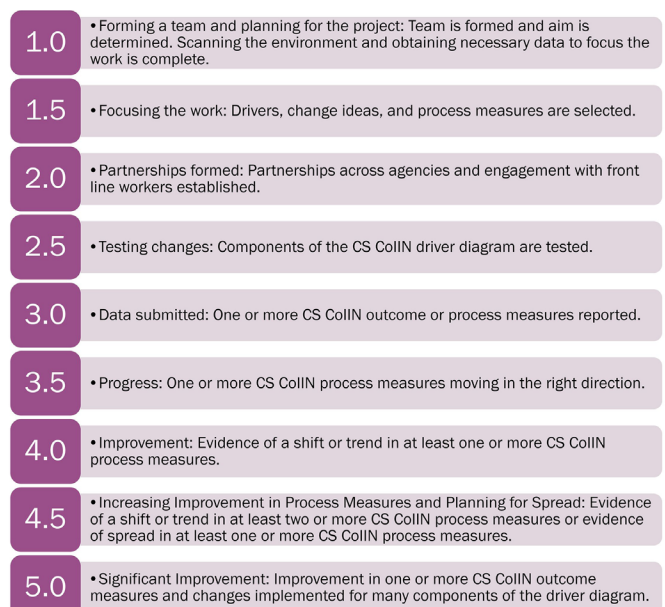 1.0
• Forming a team and planning for the project: Team is formed and aim is
determined. Scanning the environment and obtaining necessary data to focus the
work is complete.
1.5
• Focusing the work: Drivers, change ideas, and process measures are selected.
2.0
• Partnerships formed: Partnerships across agencies and engagement with front
line workers established.
2.5
• Testing changes: Components of the CS CoIIN driver diagram are tested.
3.0
• Data submitted: One or more CS CoIIN outcome or process measures reported.
3.5
• Progress: One or more CS CoIIN process measures moving in the right direction.
4.0
• Improvement: Evidence of a shift or trend in at least one or more CS CoIIN
process measures.
4.5
• Increasing Improvement in Process Measures and Planning for Spread: Evidence
of a shift or trend in at least two or more CS CoIIN process measures or evidence
of spread in at least one or more CS CoIIN process measures.
5.0
• Significant Improvement: Improvement in one or more CS CoIIN outcome
measures and changes implemented for many components of the driver diagram.